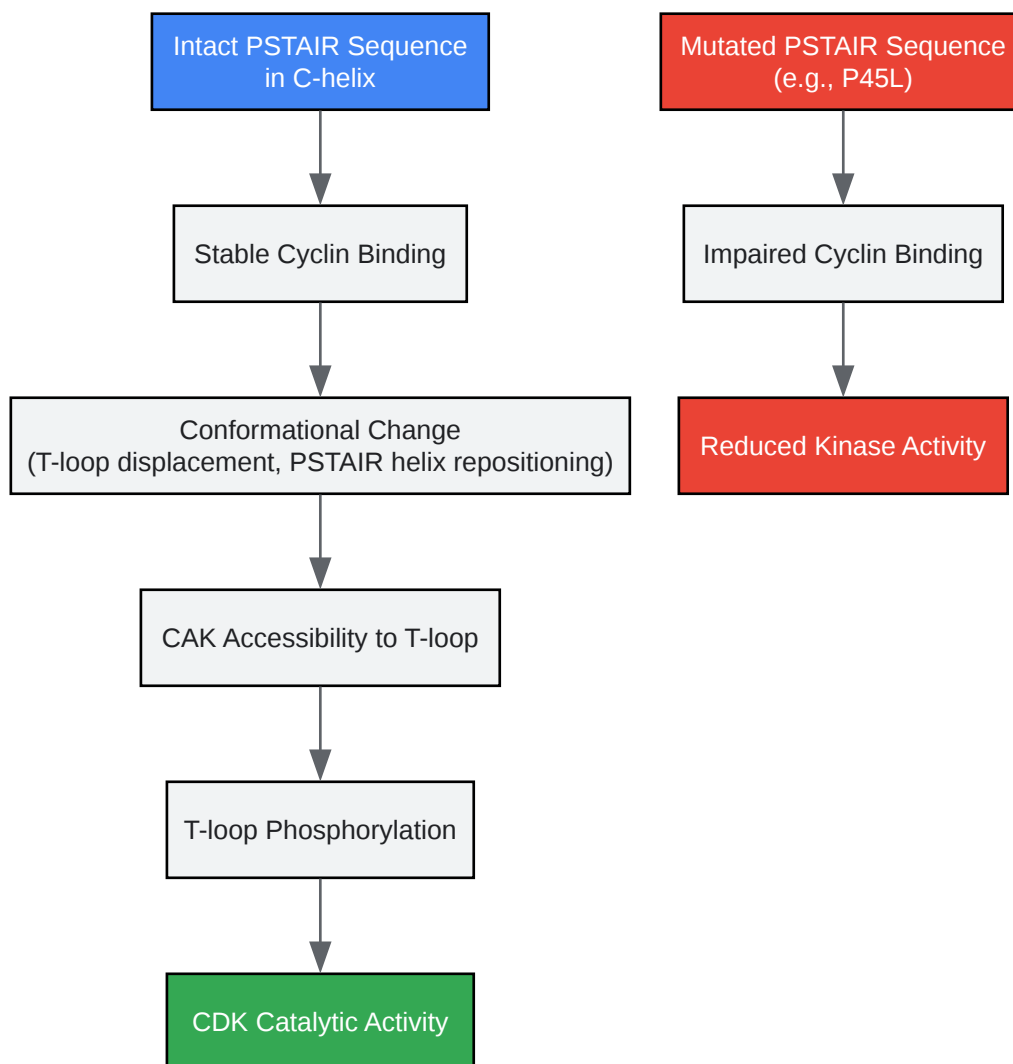 Intact PSTAIR Sequence
in C-helix
Stable Cyclin Binding
Conformational Change
(T-loop displacement, PSTAIR helix repositioning)
CAK Accessibility to T-loop
T-loop Phosphorylation
CDK Catalytic Activity
Mutated PSTAIR Sequence
(e.g., P45L)
Impaired Cyclin Binding
Reduced Kinase Activity